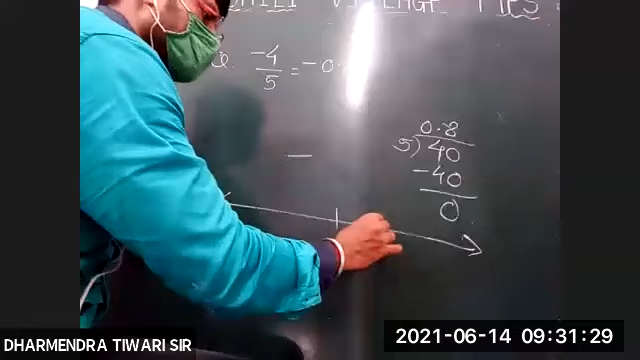 Q. -4/5 = -0.
0.8
5) 40
-40
0
DHARMENDRA TIWARI SIR
2021-06-14 09:31:29